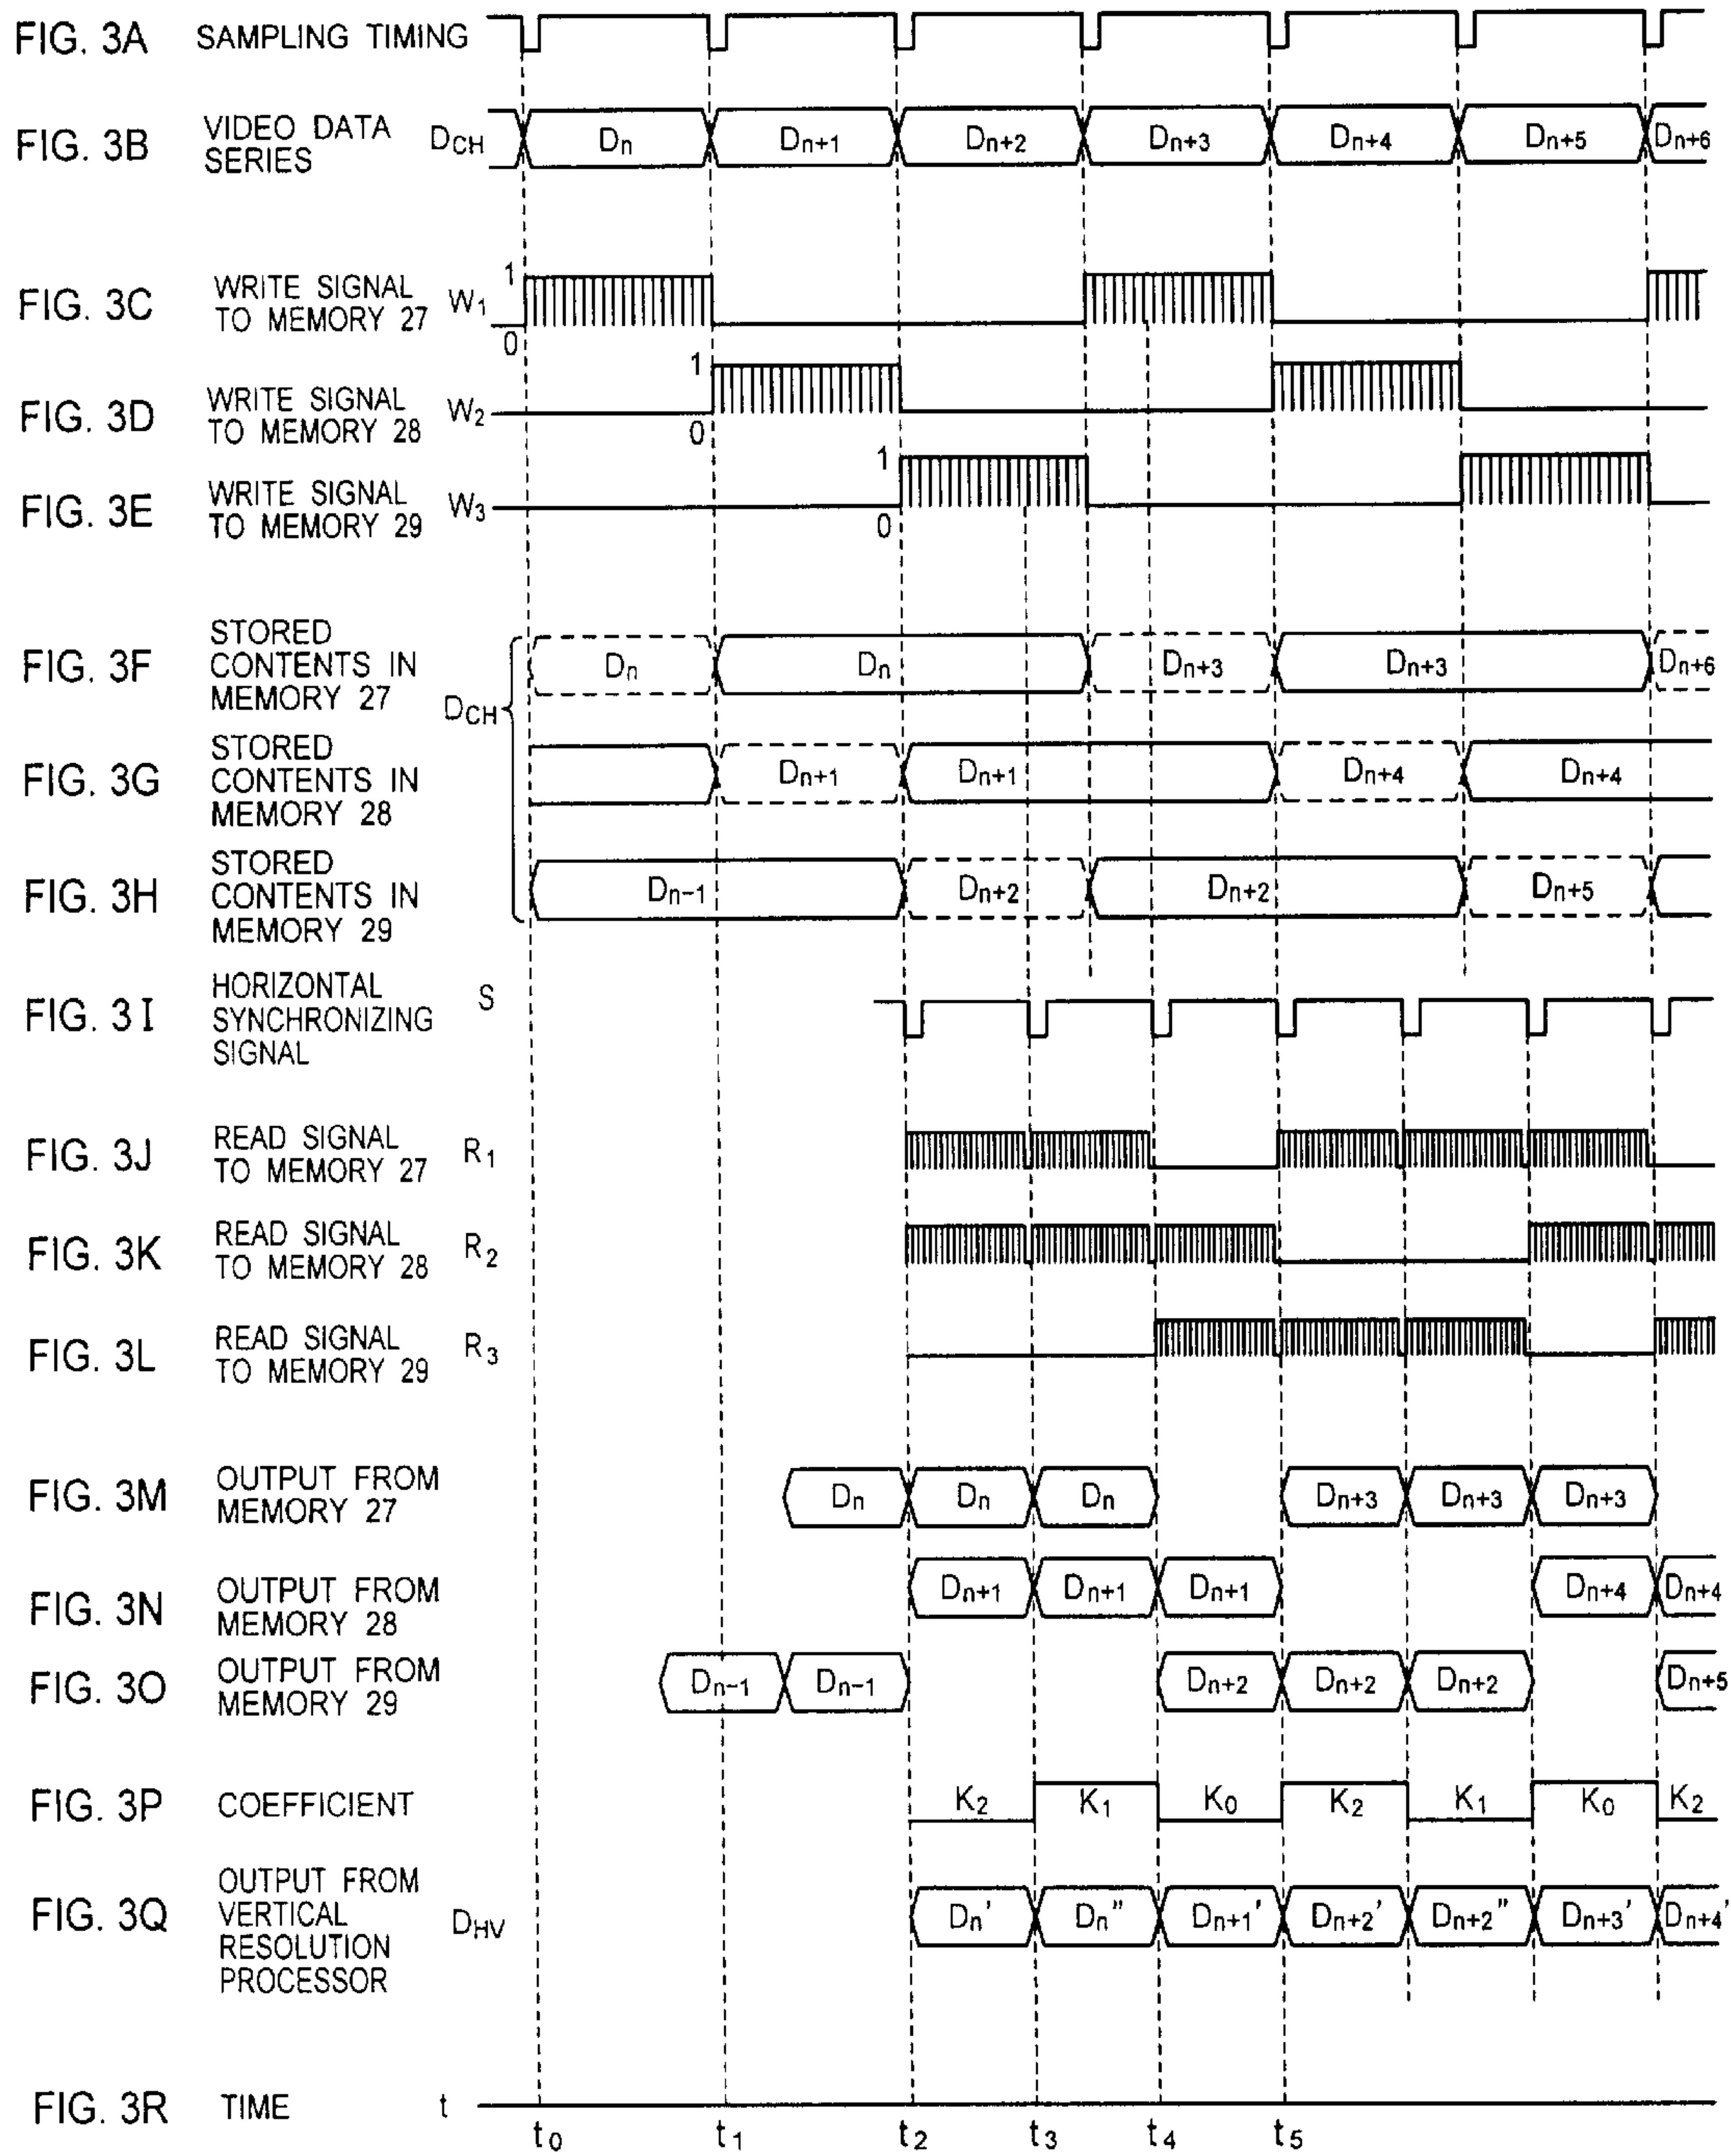 FIG. 3A SAMPLING TIMING
FIG. 3B VIDEO DATA SERIES DCH Dn Dn+1 Dn+2 Dn+3 Dn+4 Dn+5 Dn+6
FIG. 3C WRITE SIGNAL TO MEMORY 27 W1 1 0
FIG. 3D WRITE SIGNAL TO MEMORY 28 W2 1 0
FIG. 3E WRITE SIGNAL TO MEMORY 29 W3 1 0
FIG. 3F STORED CONTENTS IN MEMORY 27 Dn Dn Dn+3 Dn+3 Dn+6
DCH
FIG. 3G STORED CONTENTS IN MEMORY 28 Dn+1 Dn+1 Dn+4 Dn+4
FIG. 3H STORED CONTENTS IN MEMORY 29 Dn-1 Dn+2 Dn+2 Dn+5
FIG. 3I HORIZONTAL SYNCHRONIZING SIGNAL S
FIG. 3J READ SIGNAL TO MEMORY 27 R1
FIG. 3K READ SIGNAL TO MEMORY 28 R2
FIG. 3L READ SIGNAL TO MEMORY 29 R3
FIG. 3M OUTPUT FROM MEMORY 27 Dn Dn Dn Dn+3 Dn+3 Dn+3
FIG. 3N OUTPUT FROM MEMORY 28 Dn+1 Dn+1 Dn+1 Dn+4 Dn+4
FIG. 3O OUTPUT FROM MEMORY 29 Dn-1 Dn-1 Dn+2 Dn+2 Dn+2 Dn+5
FIG. 3P COEFFICIENT K2 K1 K0 K2 K1 K0 K2
FIG. 3Q OUTPUT FROM VERTICAL RESOLUTION PROCESSOR DHV Dn' Dn" Dn+1' Dn+2' Dn+2" Dn+3' Dn+4'
FIG. 3R TIME t
t0 t1 t2 t3 t4 t5